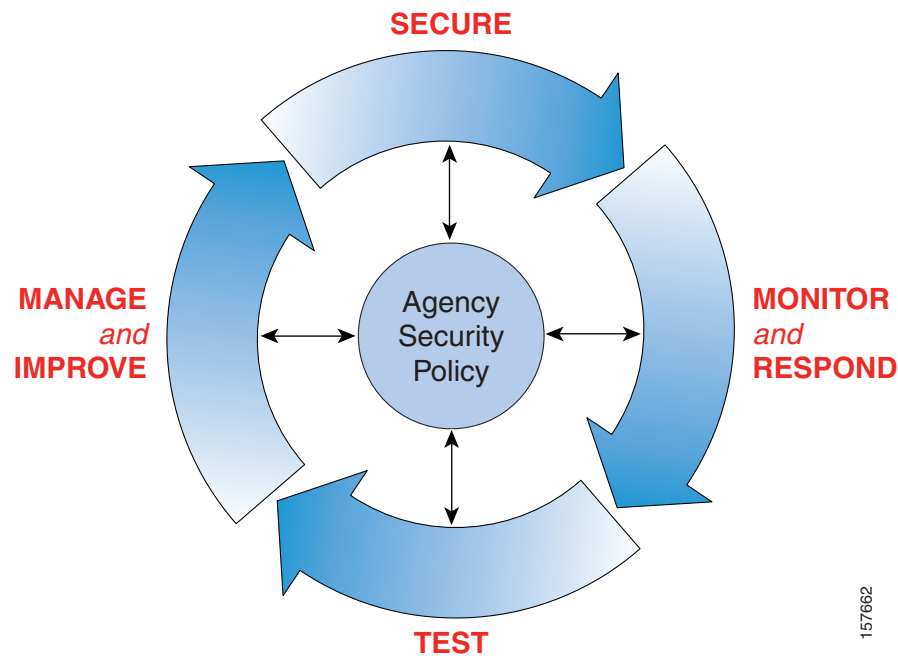 SECURE
MANAGE
and
IMPROVE
Agency
Security
Policy
MONITOR
and
RESPOND
TEST
157662